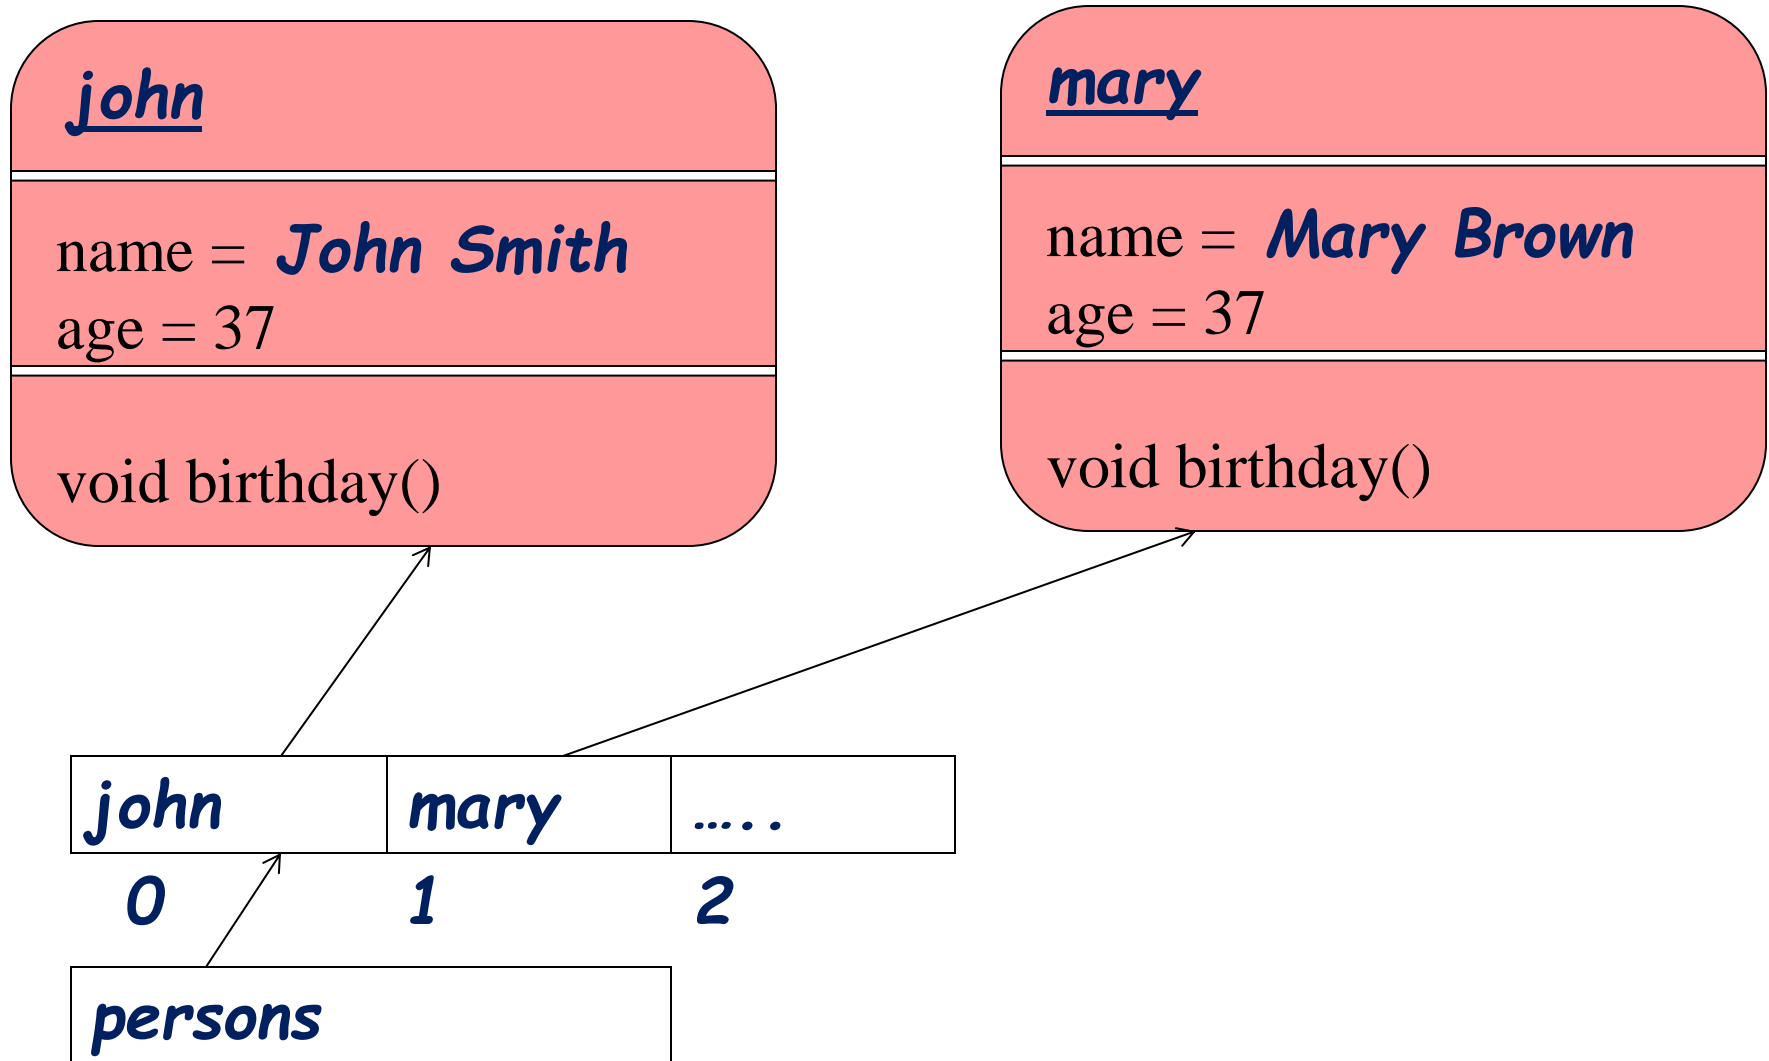 john
name = John Smith
age = 37
void birthday()
mary
name = Mary Brown
age = 37
void birthday()
john mary .....
0 1 2
persons